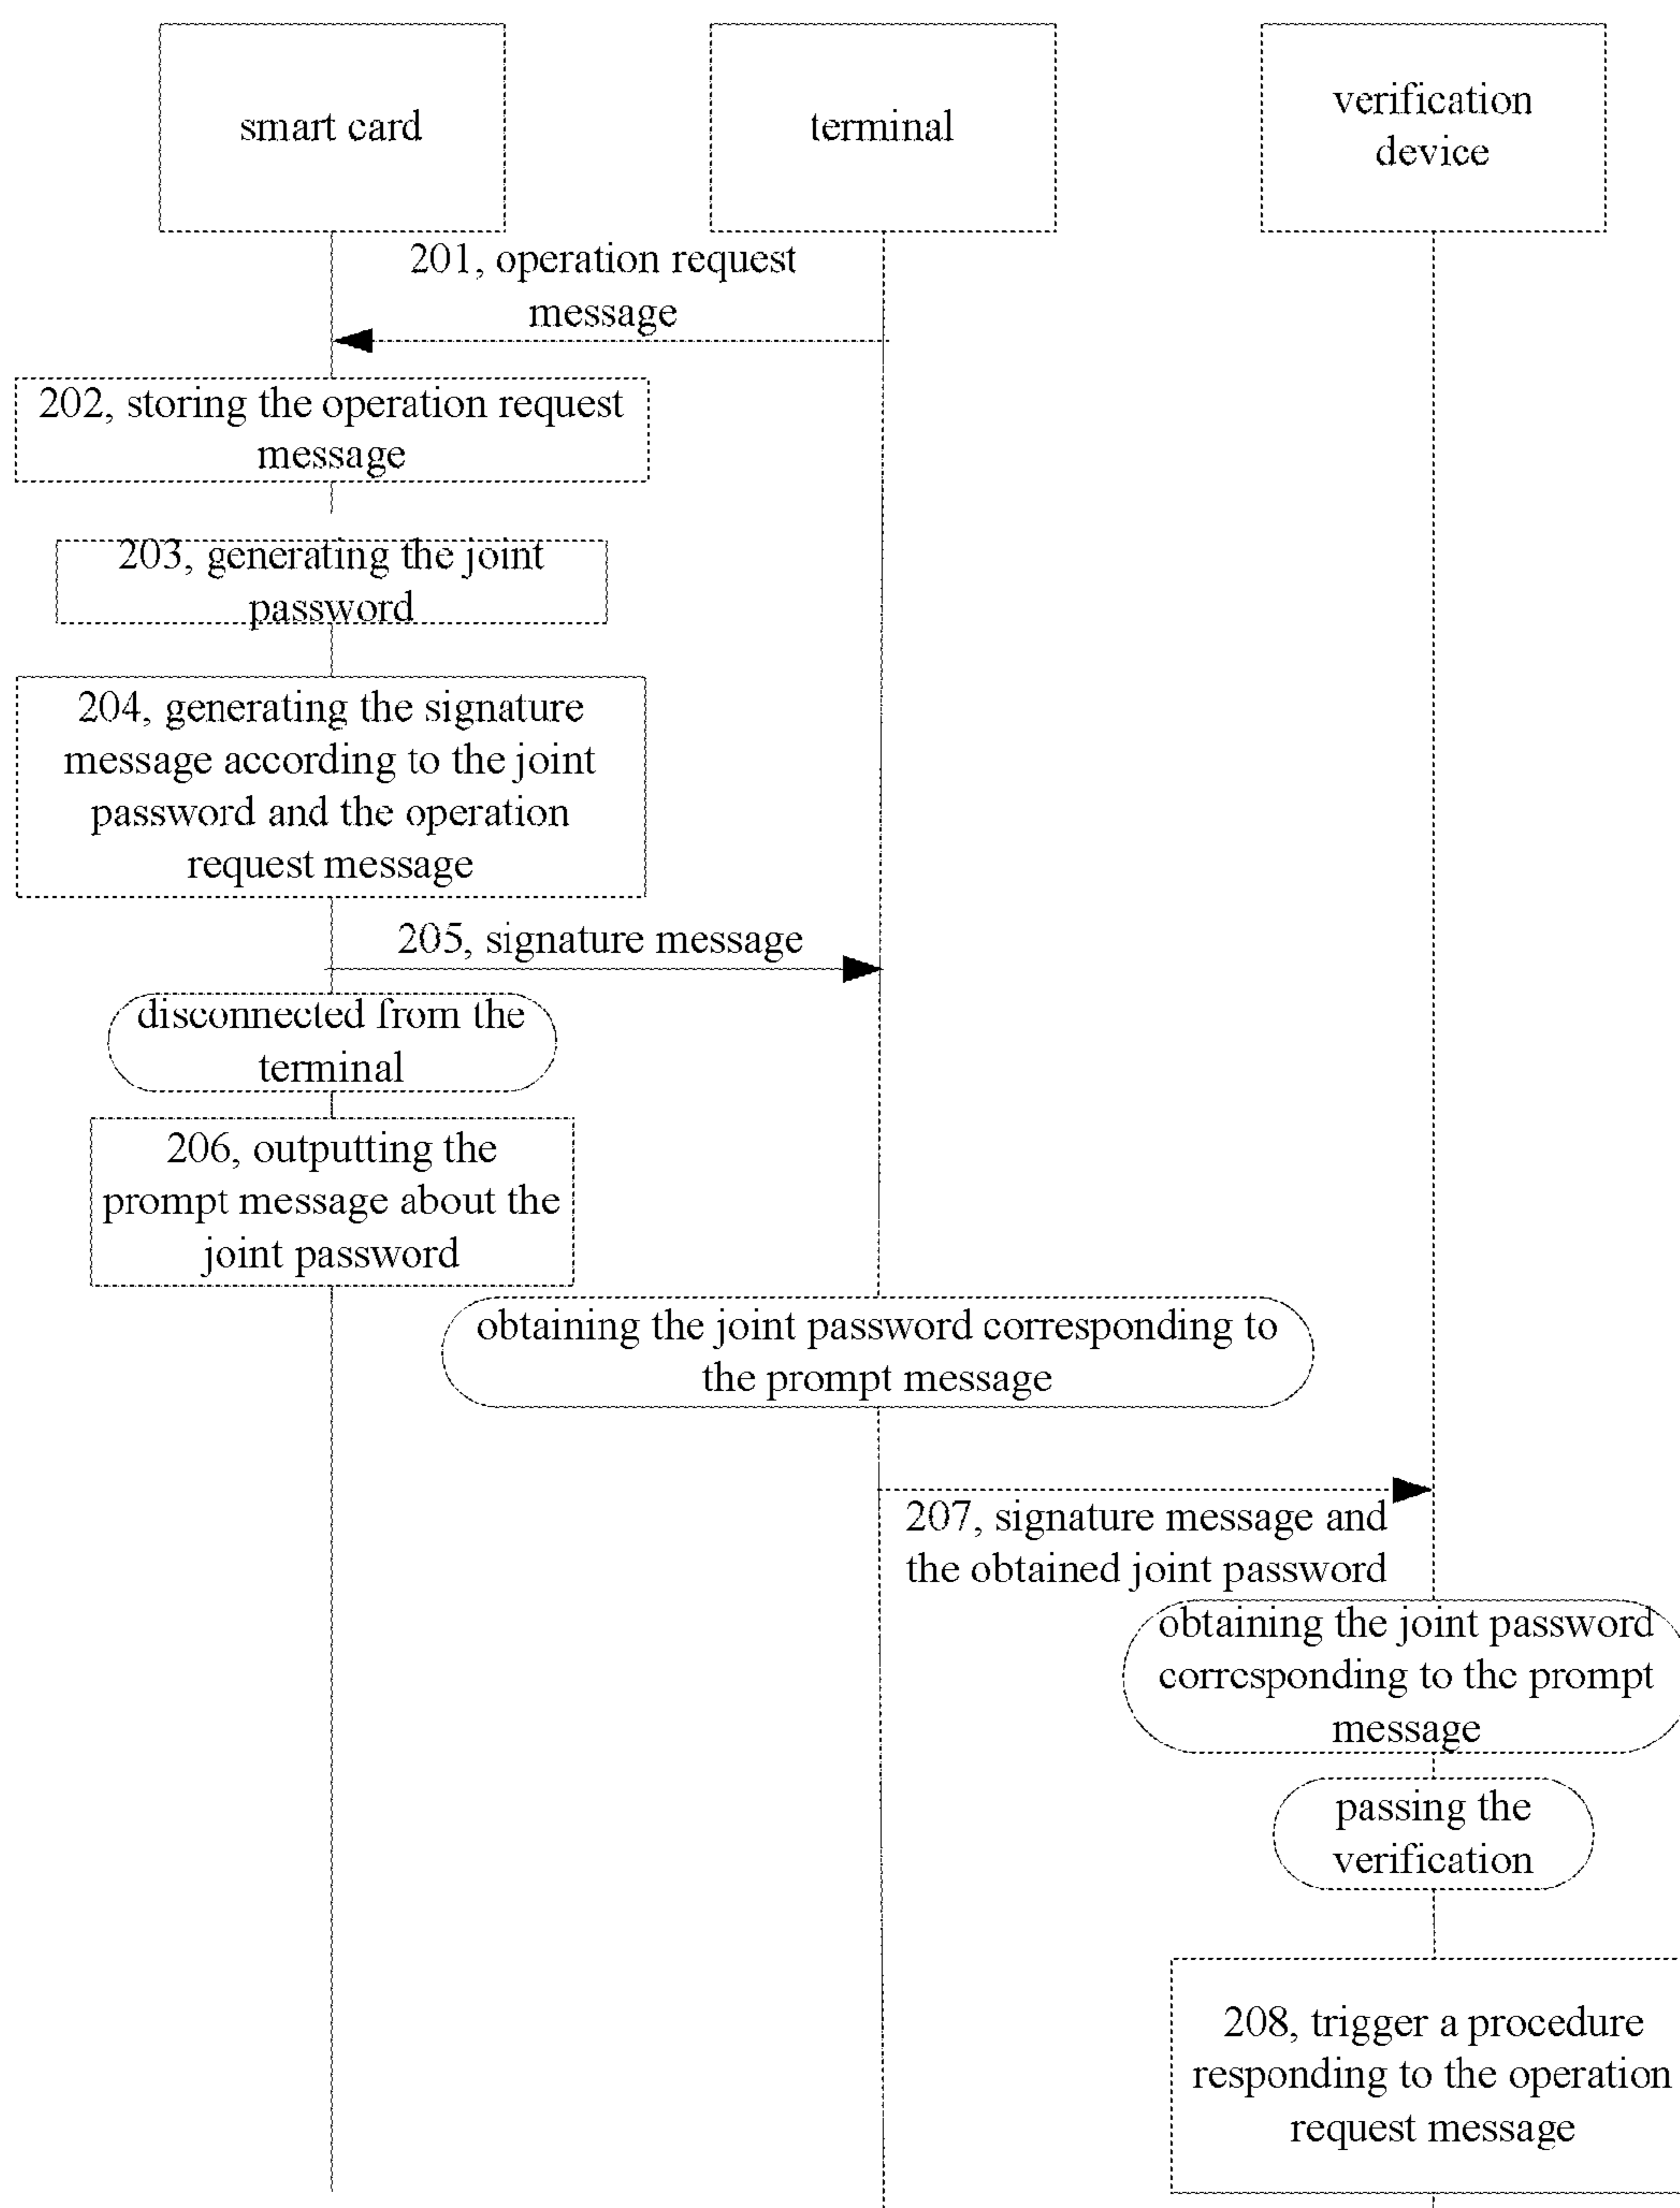 smart card
terminal
verification
device
201, operation request
message
202, storing the operation request
message
203, generating the joint
password
204, generating the signature
message according to the joint
password and the operation
request message
205, signature message
disconnected from the
terminal
206, outputting the
prompt message about the
joint password
obtaining the joint password corresponding to
the prompt message
207, signature message and
the obtained joint password
obtaining the joint password
corresponding to the prompt
message
passing the
verification
208, trigger a procedure
responding to the operation
request message